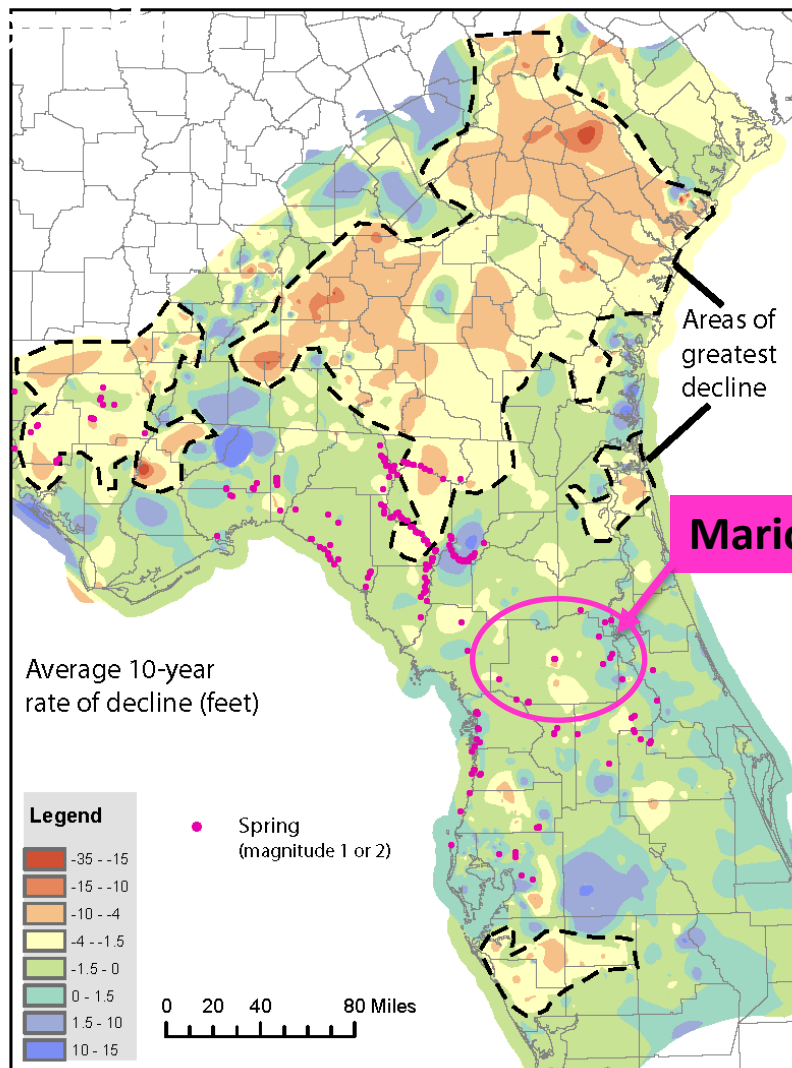 Areas of
greatest
decline
Average 10-year
rate of decline (feet)
Legend
-35 - -15
-15 - -10
-10 - -4
-4 - -1.5
-1.5 - 0
0 - 1.5
1.5 - 10
10 - 15
Spring
(magnitude 1 or 2)
0 20 40 80 Miles